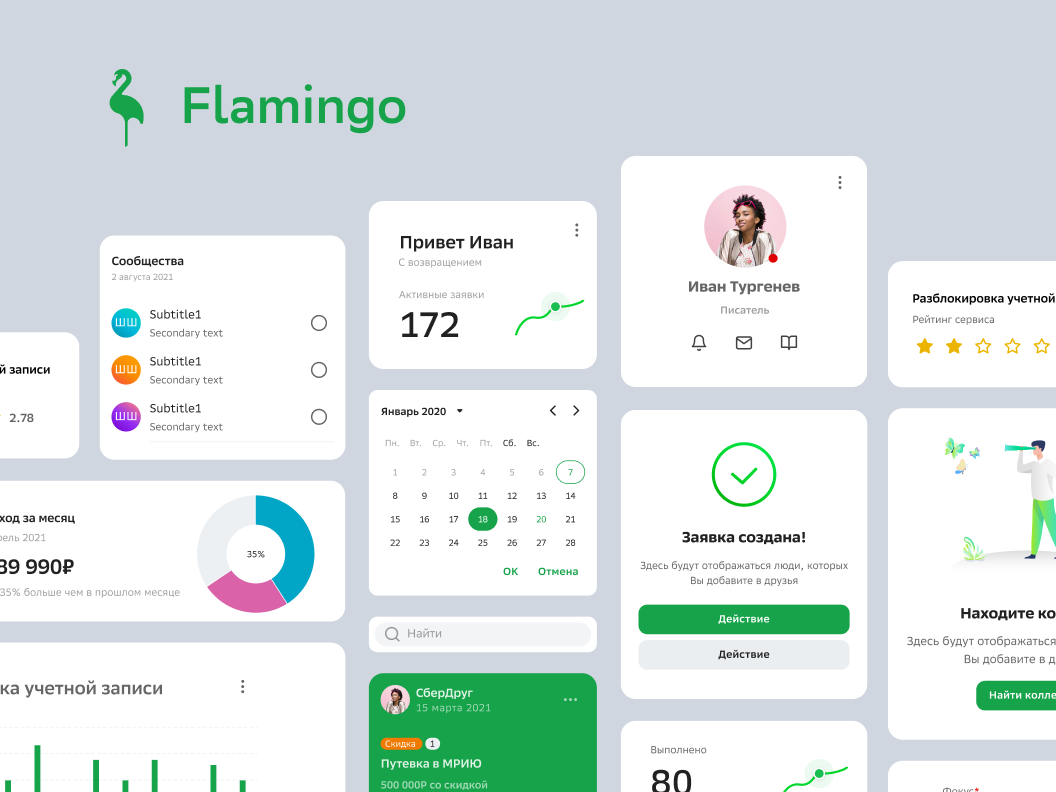 Flamingo
й записи
2.78
Сообщества
2 августа 2021
ШШ
Subtitle1
Secondary text
ШШ
Subtitle1
Secondary text
ШШ
Subtitle1
Secondary text
ход за месяц
рель 2021
39 990₽
35% больше чем в прошлом месяце
35%
ка учетной записи
Привет Иван
С возвращением
Активные заявки
172
Январь 2020
Пн. Вт. Ср. Чт. Пт. Сб. Вс.
1 2 3 4 5 6 7
8 9 10 11 12 13 14
15 16 17 18 19 20 21
22 23 24 25 26 27 28
OK Отмена
Найти
СберДруг
15 марта 2021
Скидка 1
Путевка в МРИЮ
500 000Р со скидкой
Иван Тургенев
Писатель
Заявка создана!
Здесь будут отображаться люди, которых
Вы добавите в друзья
Действие
Действие
Выполнено
80
Разблокировка учетной
Рейтинг сервиса
Находите ко
Здесь будут отображаться
Вы добавите в д
Найти колле
Фокус*